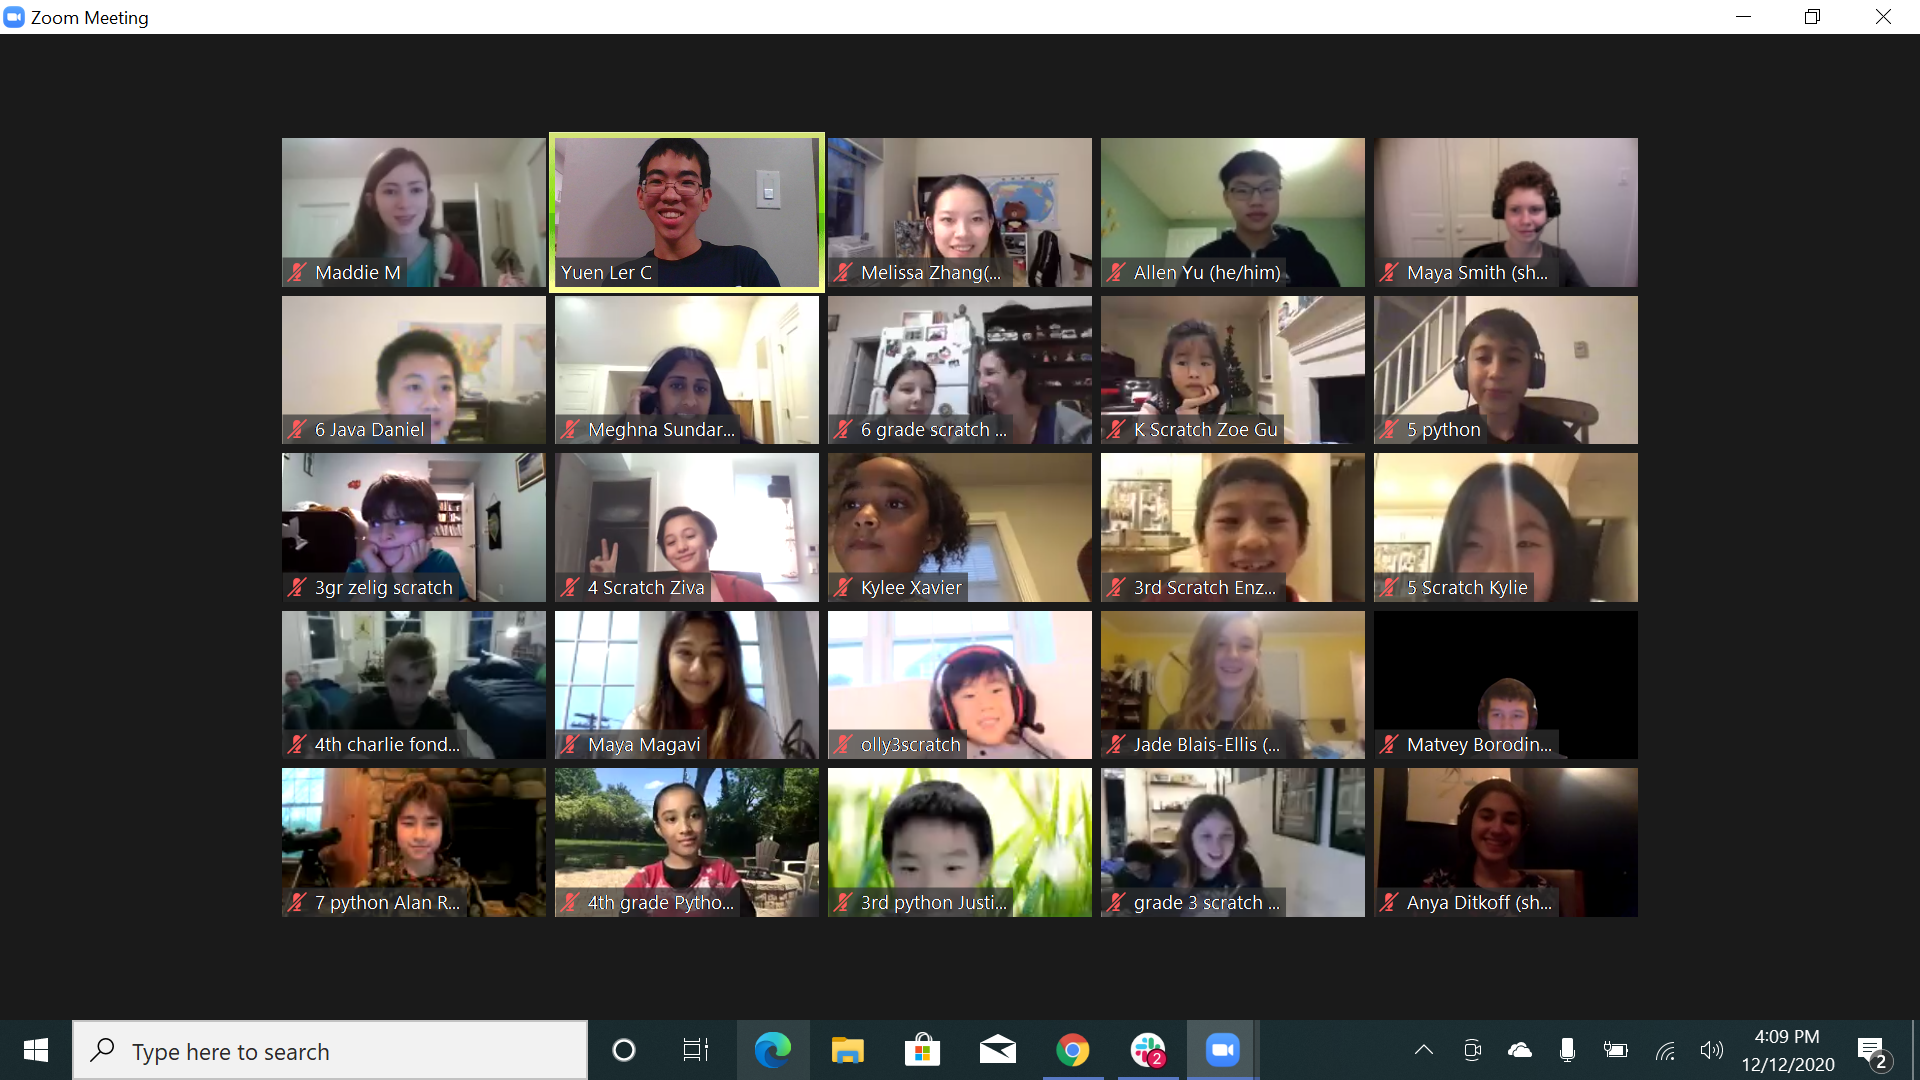 Zoom Meeting
Maddie M
Yuen Ler C
Melissa Zhang(...
Allen Yu (he/him)
Maya Smith (sh...
6 Java Daniel
Meghna Sundar...
6 grade scratch ...
K Scratch Zoe Gu
5 python
3gr zelig scratch
4 Scratch Ziva
Kylee Xavier
3rd Scratch Enz...
5 Scratch Kylie
4th charlie fond...
Maya Magavi
olly3scratch
Jade Blais-Ellis (...
Matvey Borodin...
7 python Alan R...
4th grade Pytho...
3rd python Justi...
grade 3 scratch ...
Anya Ditkoff (sh...
Type here to search
2
4:09 PM
12/12/2020
2